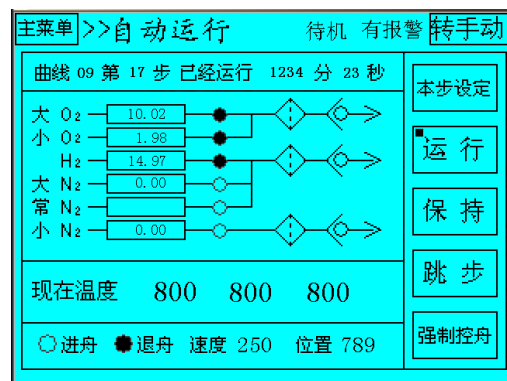 主菜单 >>自动运行 待机 有报警 转手动
曲线 09 第 17 步 已经运行 1234 分 23 秒
本步设定
大 O₂ 10.02
小 O₂ 1.98
H₂ 14.97
运 行
大 N₂ 0.00
常 N₂
小 N₂ 0.00
保 持
现在温度 800 800 800
跳 步
进舟 退舟 速度 250 位置 789
强制控舟